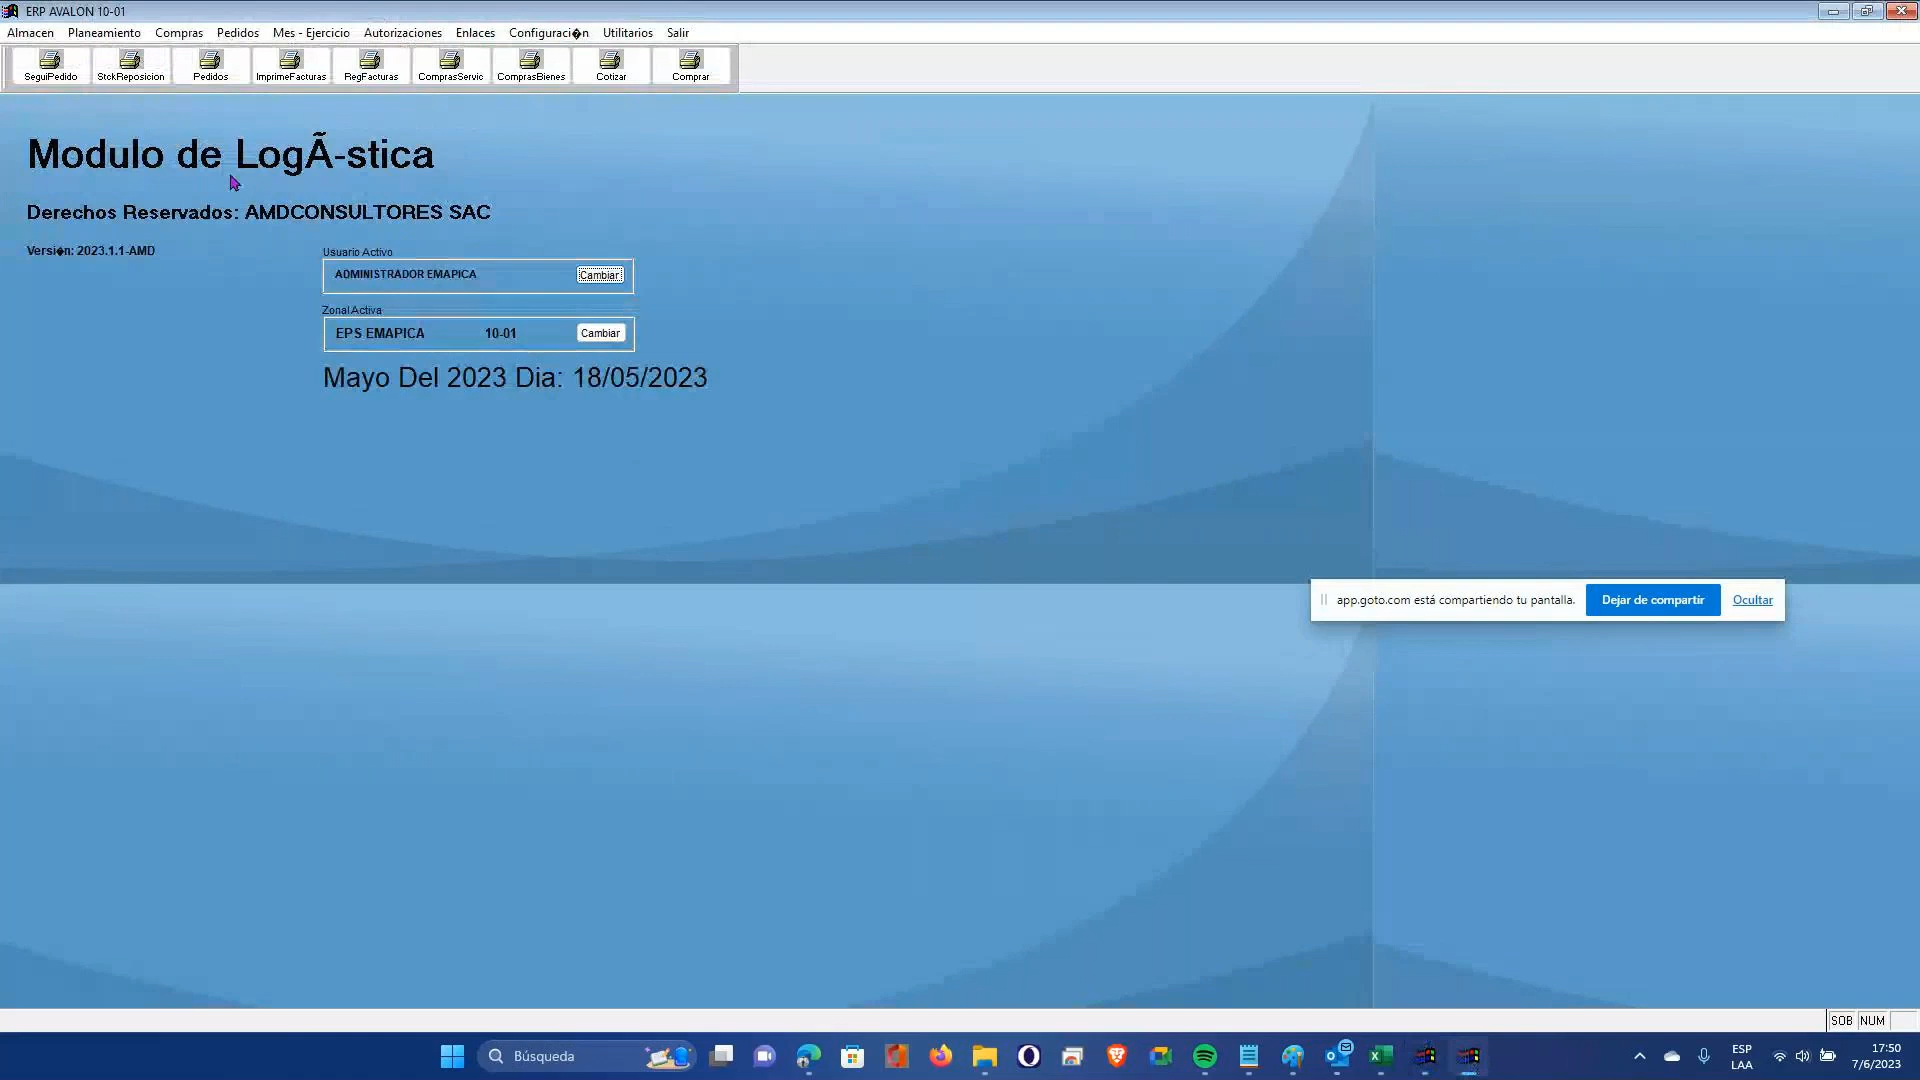 ERP AVALON 10-01
Almacen Planeamiento Compras Pedidos Mes - Ejercicio Autorizaciones Enlaces Configuraci�n Utilitarios Salir
SeguiPedido StckReposicion Pedidos ImprimeFacturas RegFacturas ComprasServic ComprasBienes Cotizar Comprar
Modulo de LogÃ-stica
Derechos Reservados: AMDCONSULTORES SAC
Versi�n: 2023.1.1-AMD
Usuario Activo
ADMINISTRADOR EMAPICA Cambiar
Zonal Activa
EPS EMAPICA 10-01 Cambiar
Mayo Del 2023 Dia: 18/05/2023
app.goto.com está compartiendo tu pantalla. Dejar de compartir Ocultar
SOB NUM
Búsqueda
ESP
LAA
17:50
7/6/2023